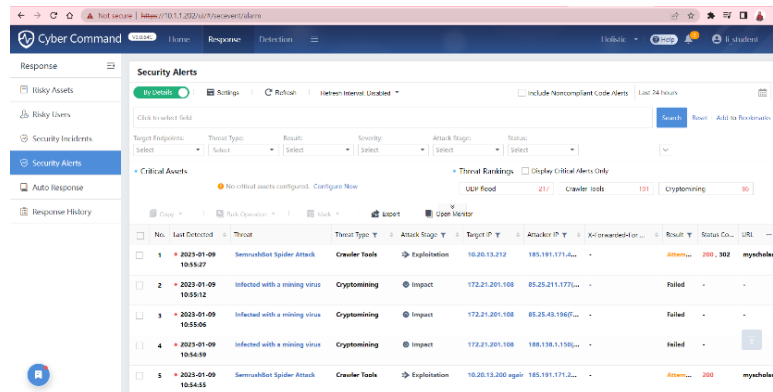 Not secure | https://10.1.1.202/ui/#/secevent/alarm
Cyber Command Home Response Detection Holistic Help li_student
Response
Risky Assets
Risky Users
Security Incidents
Security Alerts
Auto Response
Response History
Security Alerts
By Details Settings Refresh Refresh Interval: Disabled Include Noncompliant Code Alerts Last 24 hours
Click to select field Search Reset Add to Bookmarks
Target Endpoints: Threat Type: Result: Severity: Attack Stage: Status:
Select Select Select Select Select Select
Critical Assets Threat Rankings Display Critical Alerts Only
No critical assets configured. Configure Now UDP flood 217 Crawler Tools 101 Cryptomining 86
Copy Bulk Operation Mark Export Open Monitor
No. Last Detected Threat Threat Type Attack Stage Target IP Attacker IP X-Forwarded-For ... Result Status Co... URL
1 2023-01-09 SemrushBot Spider Attack Crawler Tools Exploitation 10.20.13.212 185.191.171.4... - Attem... 200 , 302 myscholar
10:55:27
2 2023-01-09 Infected with a mining virus Cryptomining Impact 172.21.201.108 85.25.211.177(... - Failed - -
10:55:12
3 2023-01-09 Infected with a mining virus Cryptomining Impact 172.21.201.108 85.25.43.196(F... - Failed - -
10:55:06
4 2023-01-09 Infected with a mining virus Cryptomining Impact 172.21.201.108 188.138.1.150(... - Failed - -
10:54:59
5 2023-01-09 SemrushBot Spider Attack Crawler Tools Exploitation 10.20.13.200 again 185.191.171.2... - Attem... 200 myscholar
10:54:55